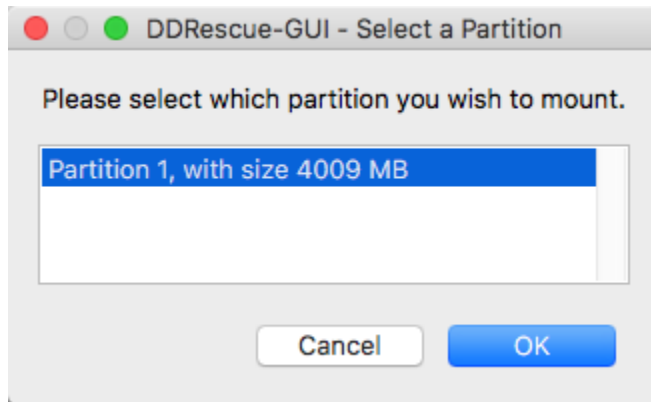 DDRescue-GUI - Select a Partition
Please select which partition you wish to mount.
Partition 1, with size 4009 MB
Cancel
OK